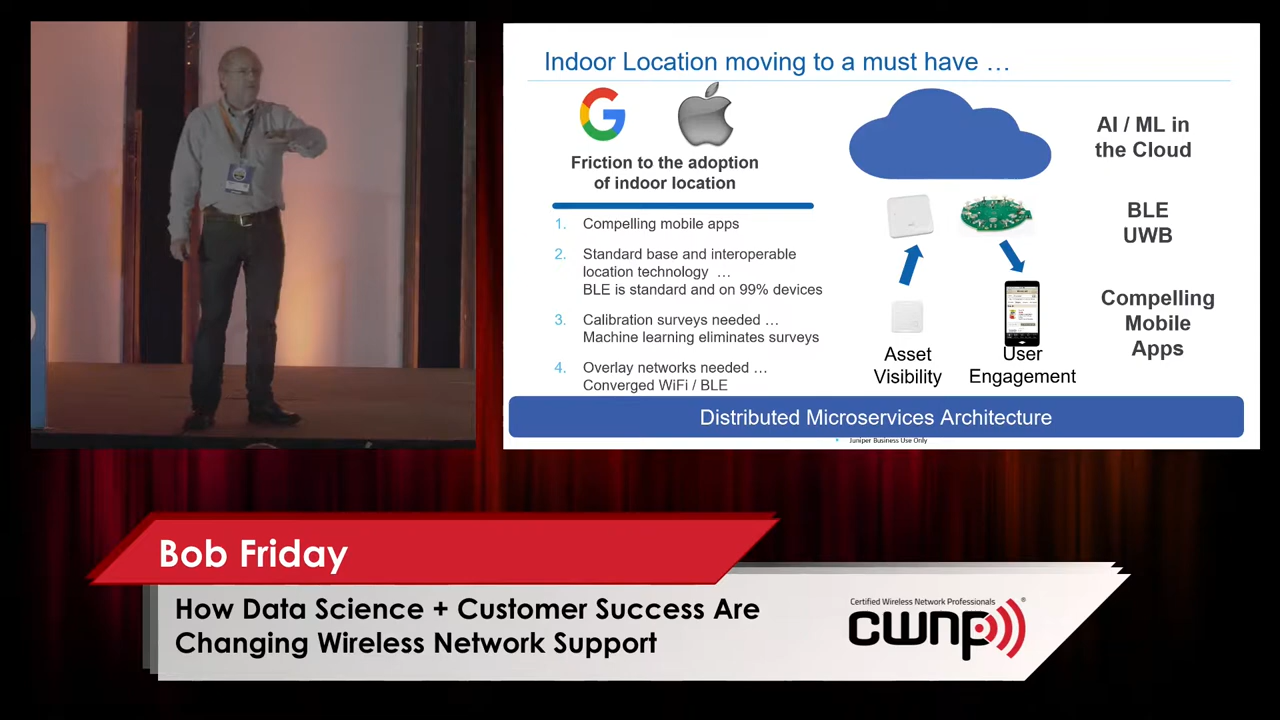 Indoor Location moving to a must have …
Friction to the adoption
of indoor location
1. Compelling mobile apps
2. Standard base and interoperable
location technology …
BLE is standard and on 99% devices
3. Calibration surveys needed …
Machine learning eliminates surveys
4. Overlay networks needed …
Converged WiFi / BLE
AI / ML in
the Cloud
BLE
UWB
Compelling
Mobile
Apps
Asset
Visibility
User
Engagement
Distributed Microservices Architecture
• Juniper Business Use Only
Bob Friday
How Data Science + Customer Success Are
Changing Wireless Network Support
Certified Wireless Network Professionals
cwnp ®